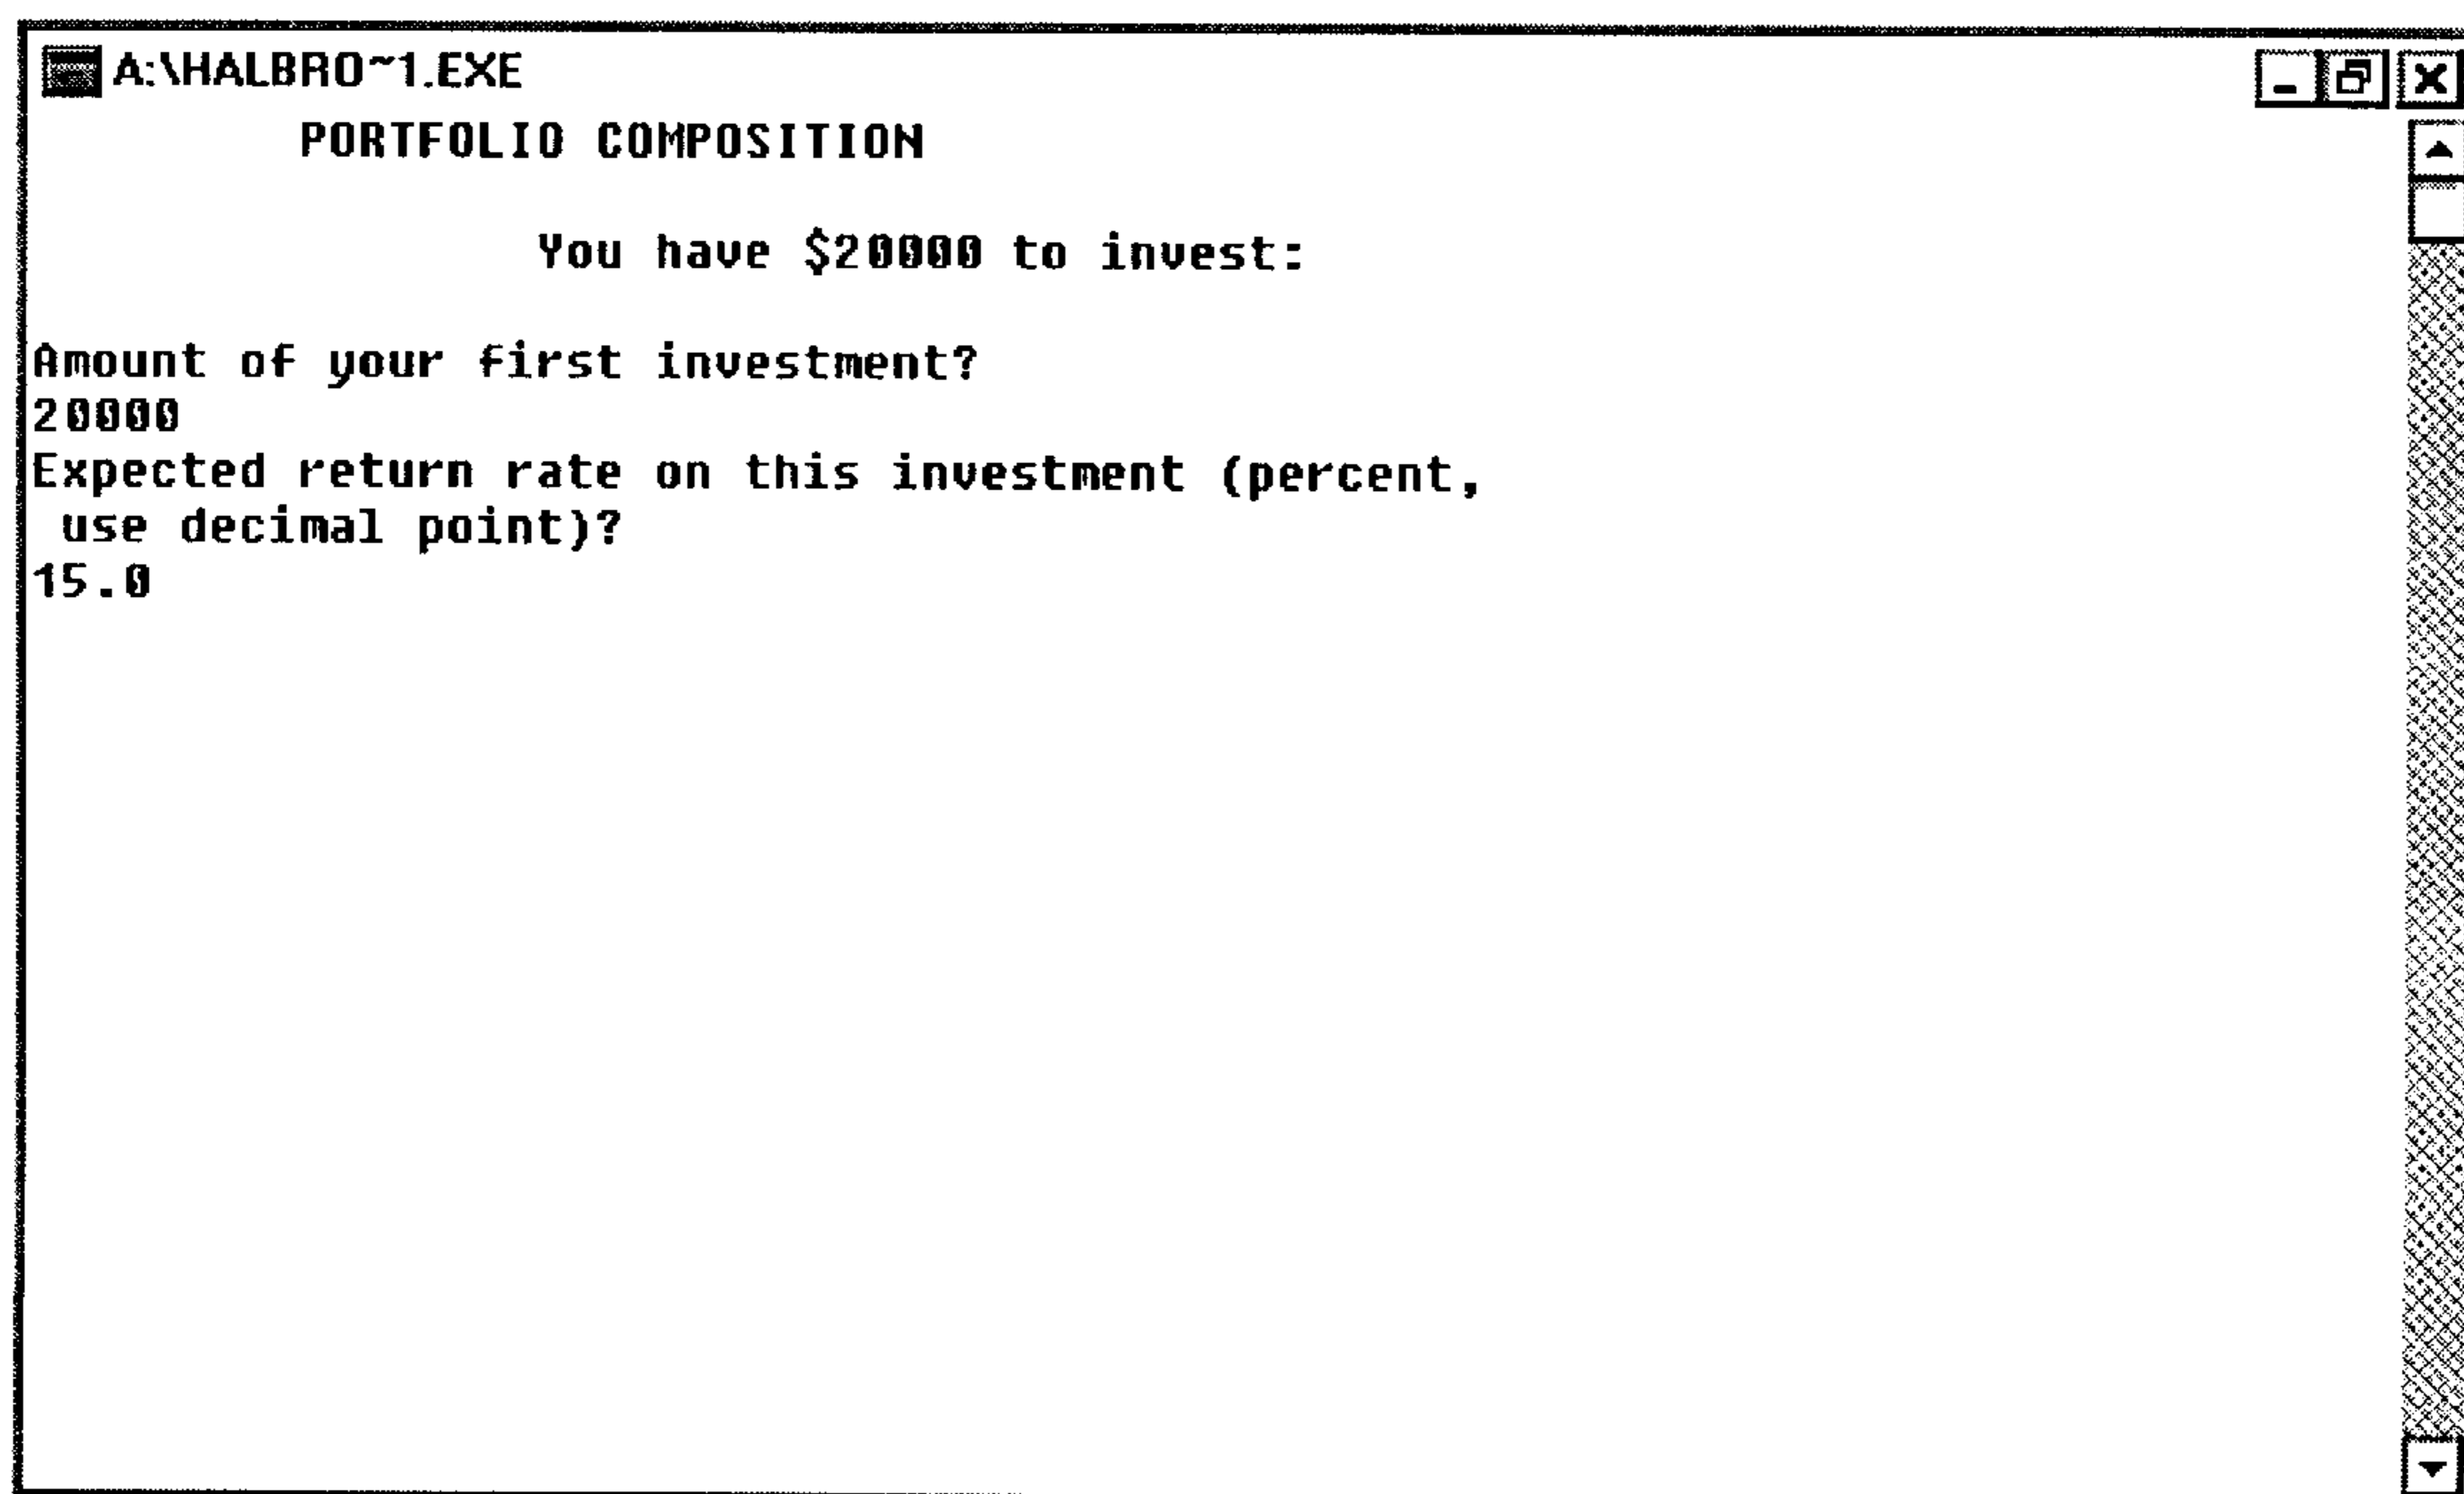 A:\HALBRO~1.EXE
PORTFOLIO COMPOSITION
You have $20000 to invest:
Amount of your first investment?
20000
Expected return rate on this investment (percent,
use decimal point)?
15.0